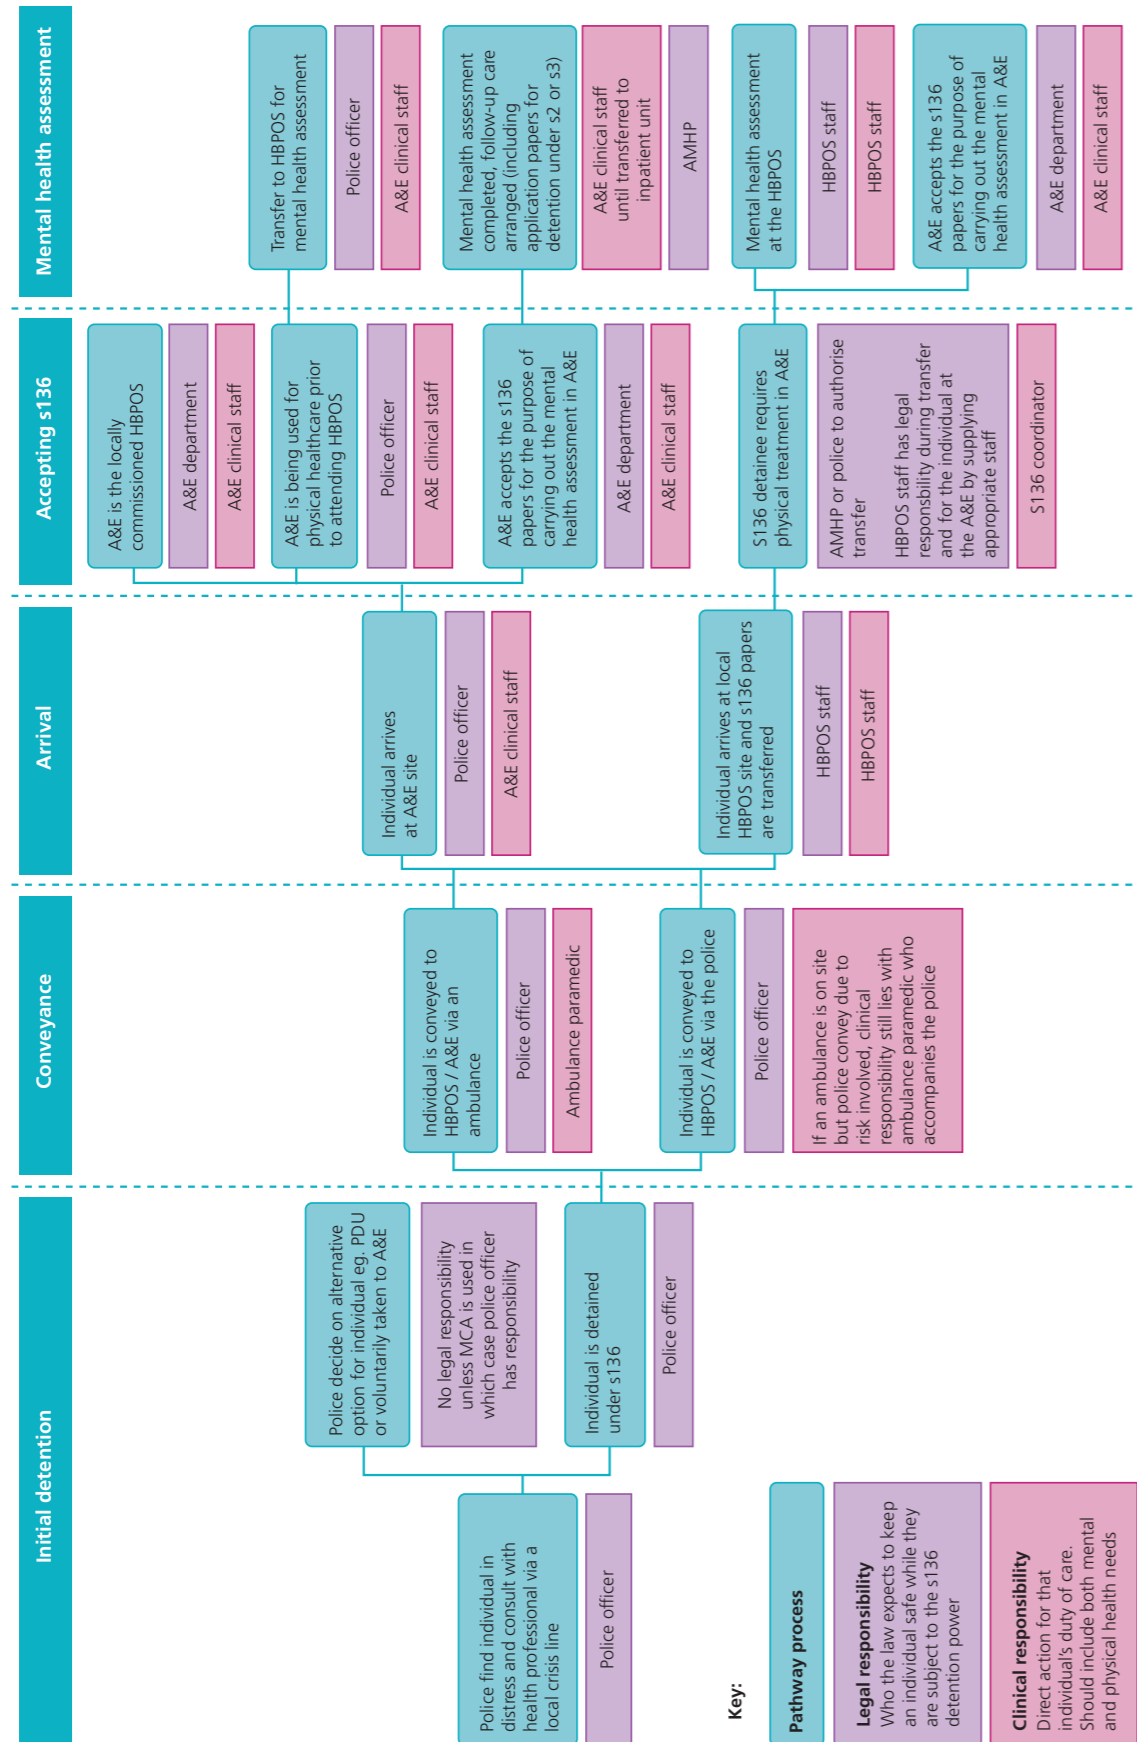 Initial detention
Conveyance
Arrival
Accepting s136
Mental health assessment
Police find individual in
distress and consult with
health professional via a
local crisis line
Police officer
Police decide on alternative
option for individual eg. PDU
or voluntarily taken to A&E
No legal responsibility
unless MCA is used in
which case police officer
has responsibility
Individual is detained
under s136
Police officer
Individual is conveyed to
HBPOS / A&E via an
ambulance
Police officer
Ambulance paramedic
Individual is conveyed to
HBPOS / A&E via the police
Police officer
If an ambulance is on site
but police convey due to
risk involved, clinical
responsibility still lies with
ambulance paramedic who
accompanies the police
Individual arrives
at A&E site
Police officer
A&E clinical staff
Individual arrives at local
HBPOS site and s136 papers
are transferred
HBPOS staff
HBPOS staff
A&E is the locally
commissioned HBPOS
A&E department
A&E clinical staff
A&E is being used for
physical healthcare prior
to attending HBPOS
Police officer
A&E clinical staff
A&E accepts the s136
papers for the purpose of
carrying out the mental
health assessment in A&E
A&E department
A&E clinical staff
S136 detainee requires
physical treatment in A&E
AMHP or police to authorise
transfer
HBPOS staff has legal
responsbility during transfer
and for the individual at
the A&E by supplying
appropriate staff
S136 coordinator
Transfer to HBPOS for
mental health assessment
Police officer
A&E clinical staff
Mental health assessment
completed, follow-up care
arranged (including
application papers for
detention under s2 or s3)
A&E clinical staff
until transferred to
inpatient unit
AMHP
Mental health assessment
at the HBPOS
HBPOS staff
HBPOS staff
A&E accepts the s136
papers for the purpose of
carrying out the mental
health assessment in A&E
A&E department
A&E clinical staff
Key:
Pathway process
Legal responsibility
Who the law expects to keep
an individual safe while they
are subject to the s136
detention power
Clinical responsibility
Direct action for that
individual's duty of care.
Should include both mental
and physical health needs